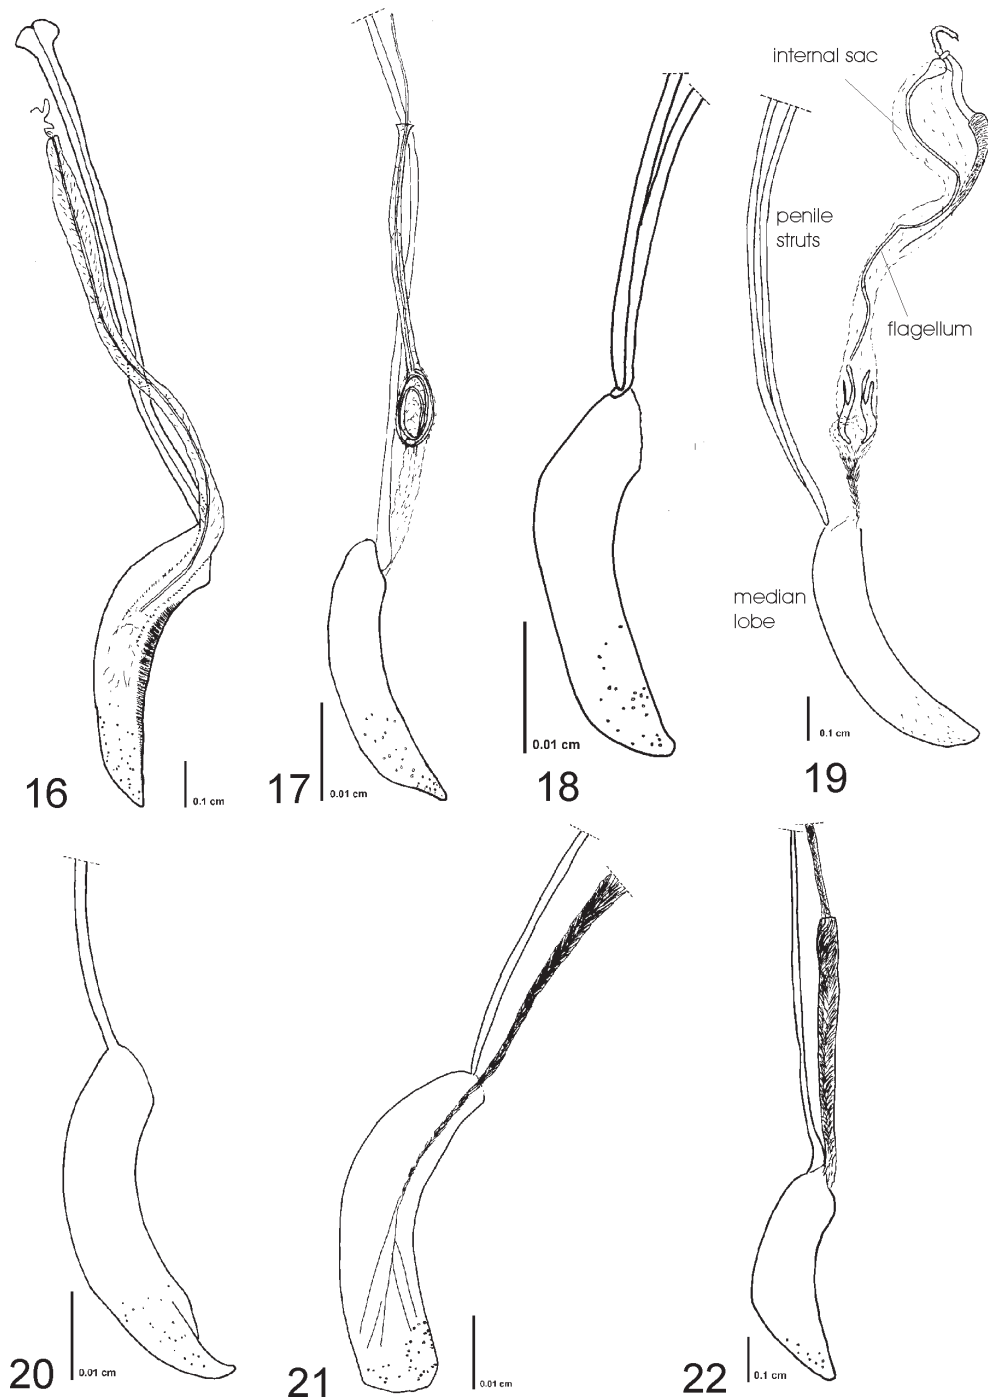 internal sac
penile
struts
flagellum
median
lobe
16
0.1 cm
17
0.01 cm
18
0.01 cm
19
0.1 cm
20
0.01 cm
21
0.01 cm
22
0.1 cm